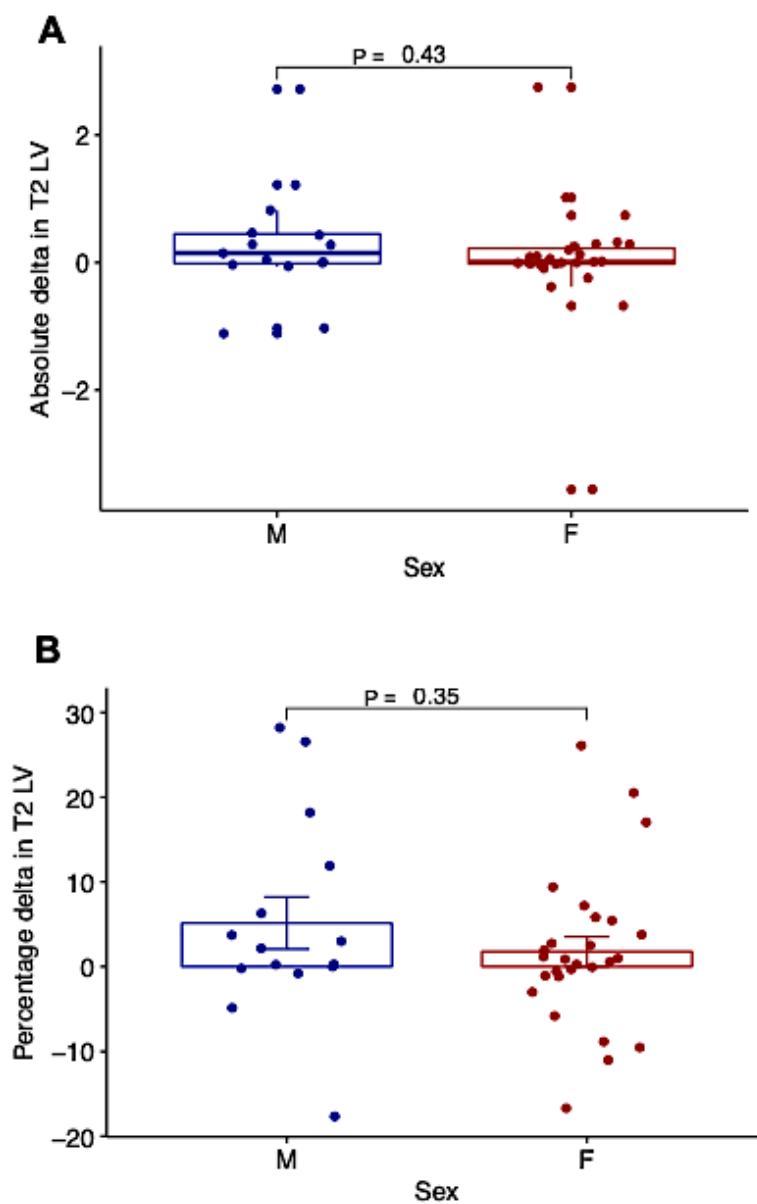 A
P = 0.43
Absolute delta in T2 LV
2
0
−2
M
F
Sex
B
P = 0.35
Percentage delta in T2 LV
30
20
10
0
−10
−20
M
F
Sex